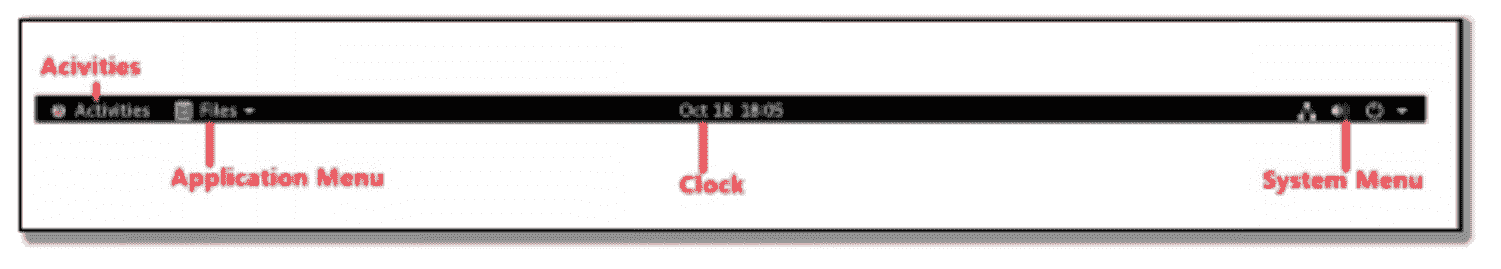 Acivities
Activities Files Oct 18 18:05
Application Menu Clock System Menu